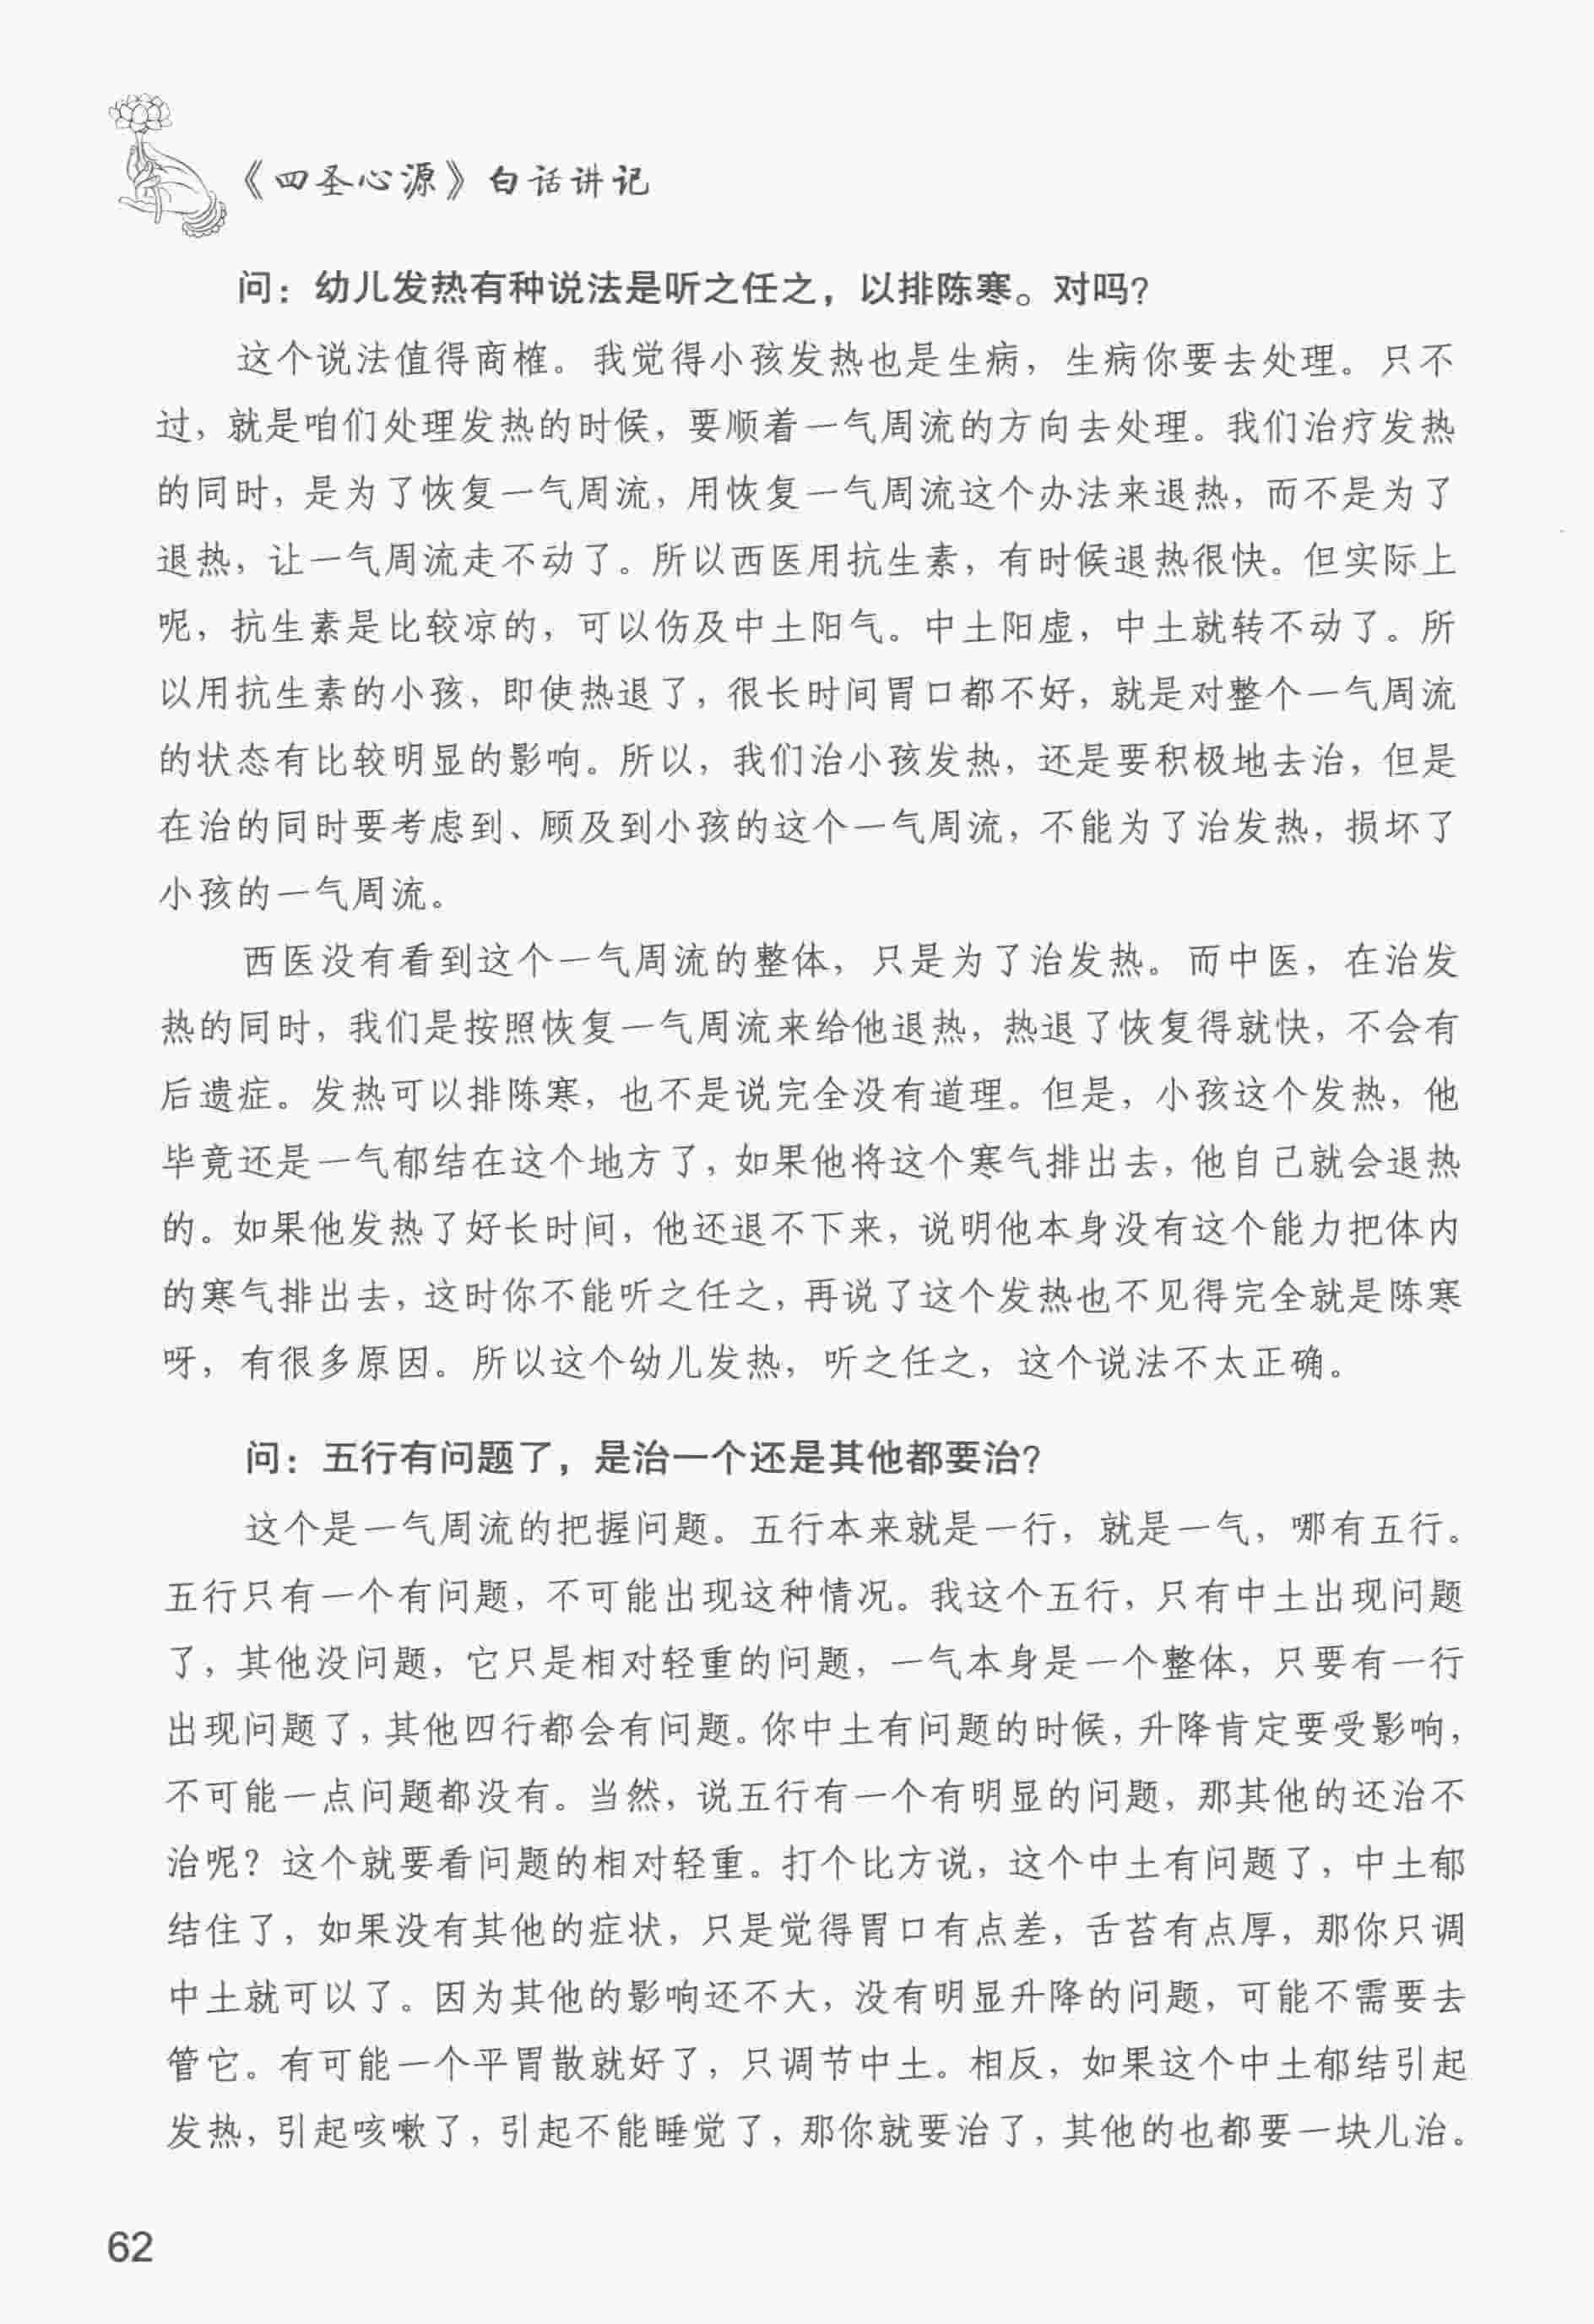 《四圣心源》白话讲记
问：幼儿发热有种说法是听之任之，以排陈寒。对吗？
这个说法值得商榷。我觉得小孩发热也是生病，生病你要去处理。只不
过，就是咱们处理发热的时候，要顺着一气周流的方向去处理。我们治疗发热
的同时，是为了恢复一气周流，用恢复一气周流这个办法来退热，而不是为了
退热，让一气周流走不动了。所以西医用抗生素，有时候退热很快。但实际上
呢，抗生素是比较凉的，可以伤及中土阳气。中土阳虚，中土就转不动了。所
以用抗生素的小孩，即使热退了，很长时间胃口都不好，就是对整个一气周流
的状态有比较明显的影响。所以，我们治小孩发热，还是要积极地去治，但是
在治的同时要考虑到、顾及到小孩的这个一气周流，不能为了治发热，损坏了
小孩的一气周流。
西医没有看到这个一气周流的整体，只是为了治发热。而中医，在治发
热的同时，我们是按照恢复一气周流来给他退热，热退了恢复得就快，不会有
后遗症。发热可以排陈寒，也不是说完全没有道理。但是，小孩这个发热，他
毕竟还是一气郁结在这个地方了，如果他将这个寒气排出去，他自己就会退热
的。如果他发热了好长时间，他还退不下来，说明他本身没有这个能力把体内
的寒气排出去，这时你不能听之任之，再说了这个发热也不见得完全就是陈寒
呀，有很多原因。所以这个幼儿发热，听之任之，这个说法不太正确。
问：五行有问题了，是治一个还是其他都要治？
这个是一气周流的把握问题。五行本来就是一行，就是一气，哪有五行。
五行只有一个有问题，不可能出现这种情况。我这个五行，只有中土出现问题
了，其他没问题，它只是相对轻重的问题，一气本身是一个整体，只要有一行
出现问题了，其他四行都会有问题。你中土有问题的时候，升降肯定要受影响，
不可能一点问题都没有。当然，说五行有一个有明显的问题，那其他的还治不
治呢？这个就要看问题的相对轻重。打个比方说，这个中土有问题了，中土郁
结住了，如果没有其他的症状，只是觉得胃口有点差，舌苔有点厚，那你只调
中土就可以了。因为其他的影响还不大，没有明显升降的问题，可能不需要去
管它。有可能一个平胃散就好了，只调节中土。相反，如果这个中土郁结引起
发热，引起咳嗽了，引起不能睡觉了，那你就要治了，其他的也都要一块儿治。
62